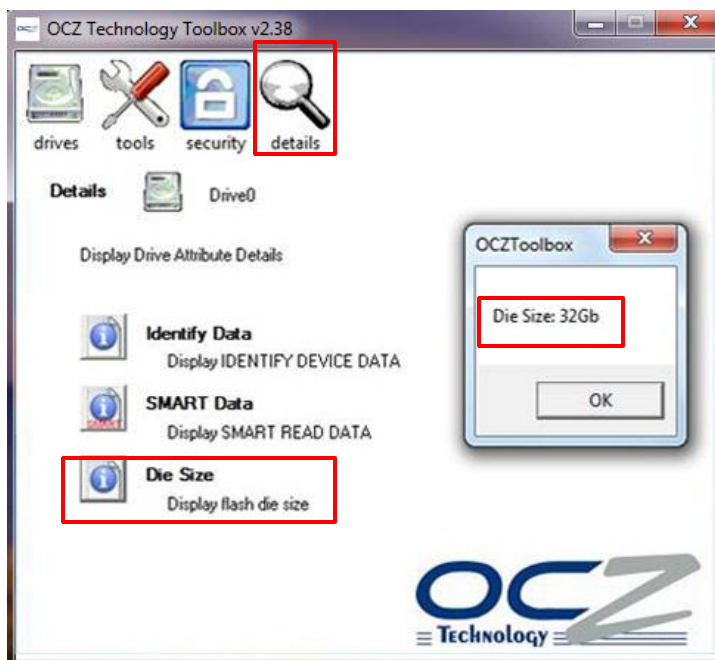 OCZ Technology Toolbox v2.38
drives tools security details
Details Drive0
Display Drive Attribute Details
Identify Data
Display IDENTIFY DEVICE DATA
SMART Data
Display SMART READ DATA
Die Size
Display flash die size
OCZToolbox
Die Size: 32Gb
OK
OCZ
Technology